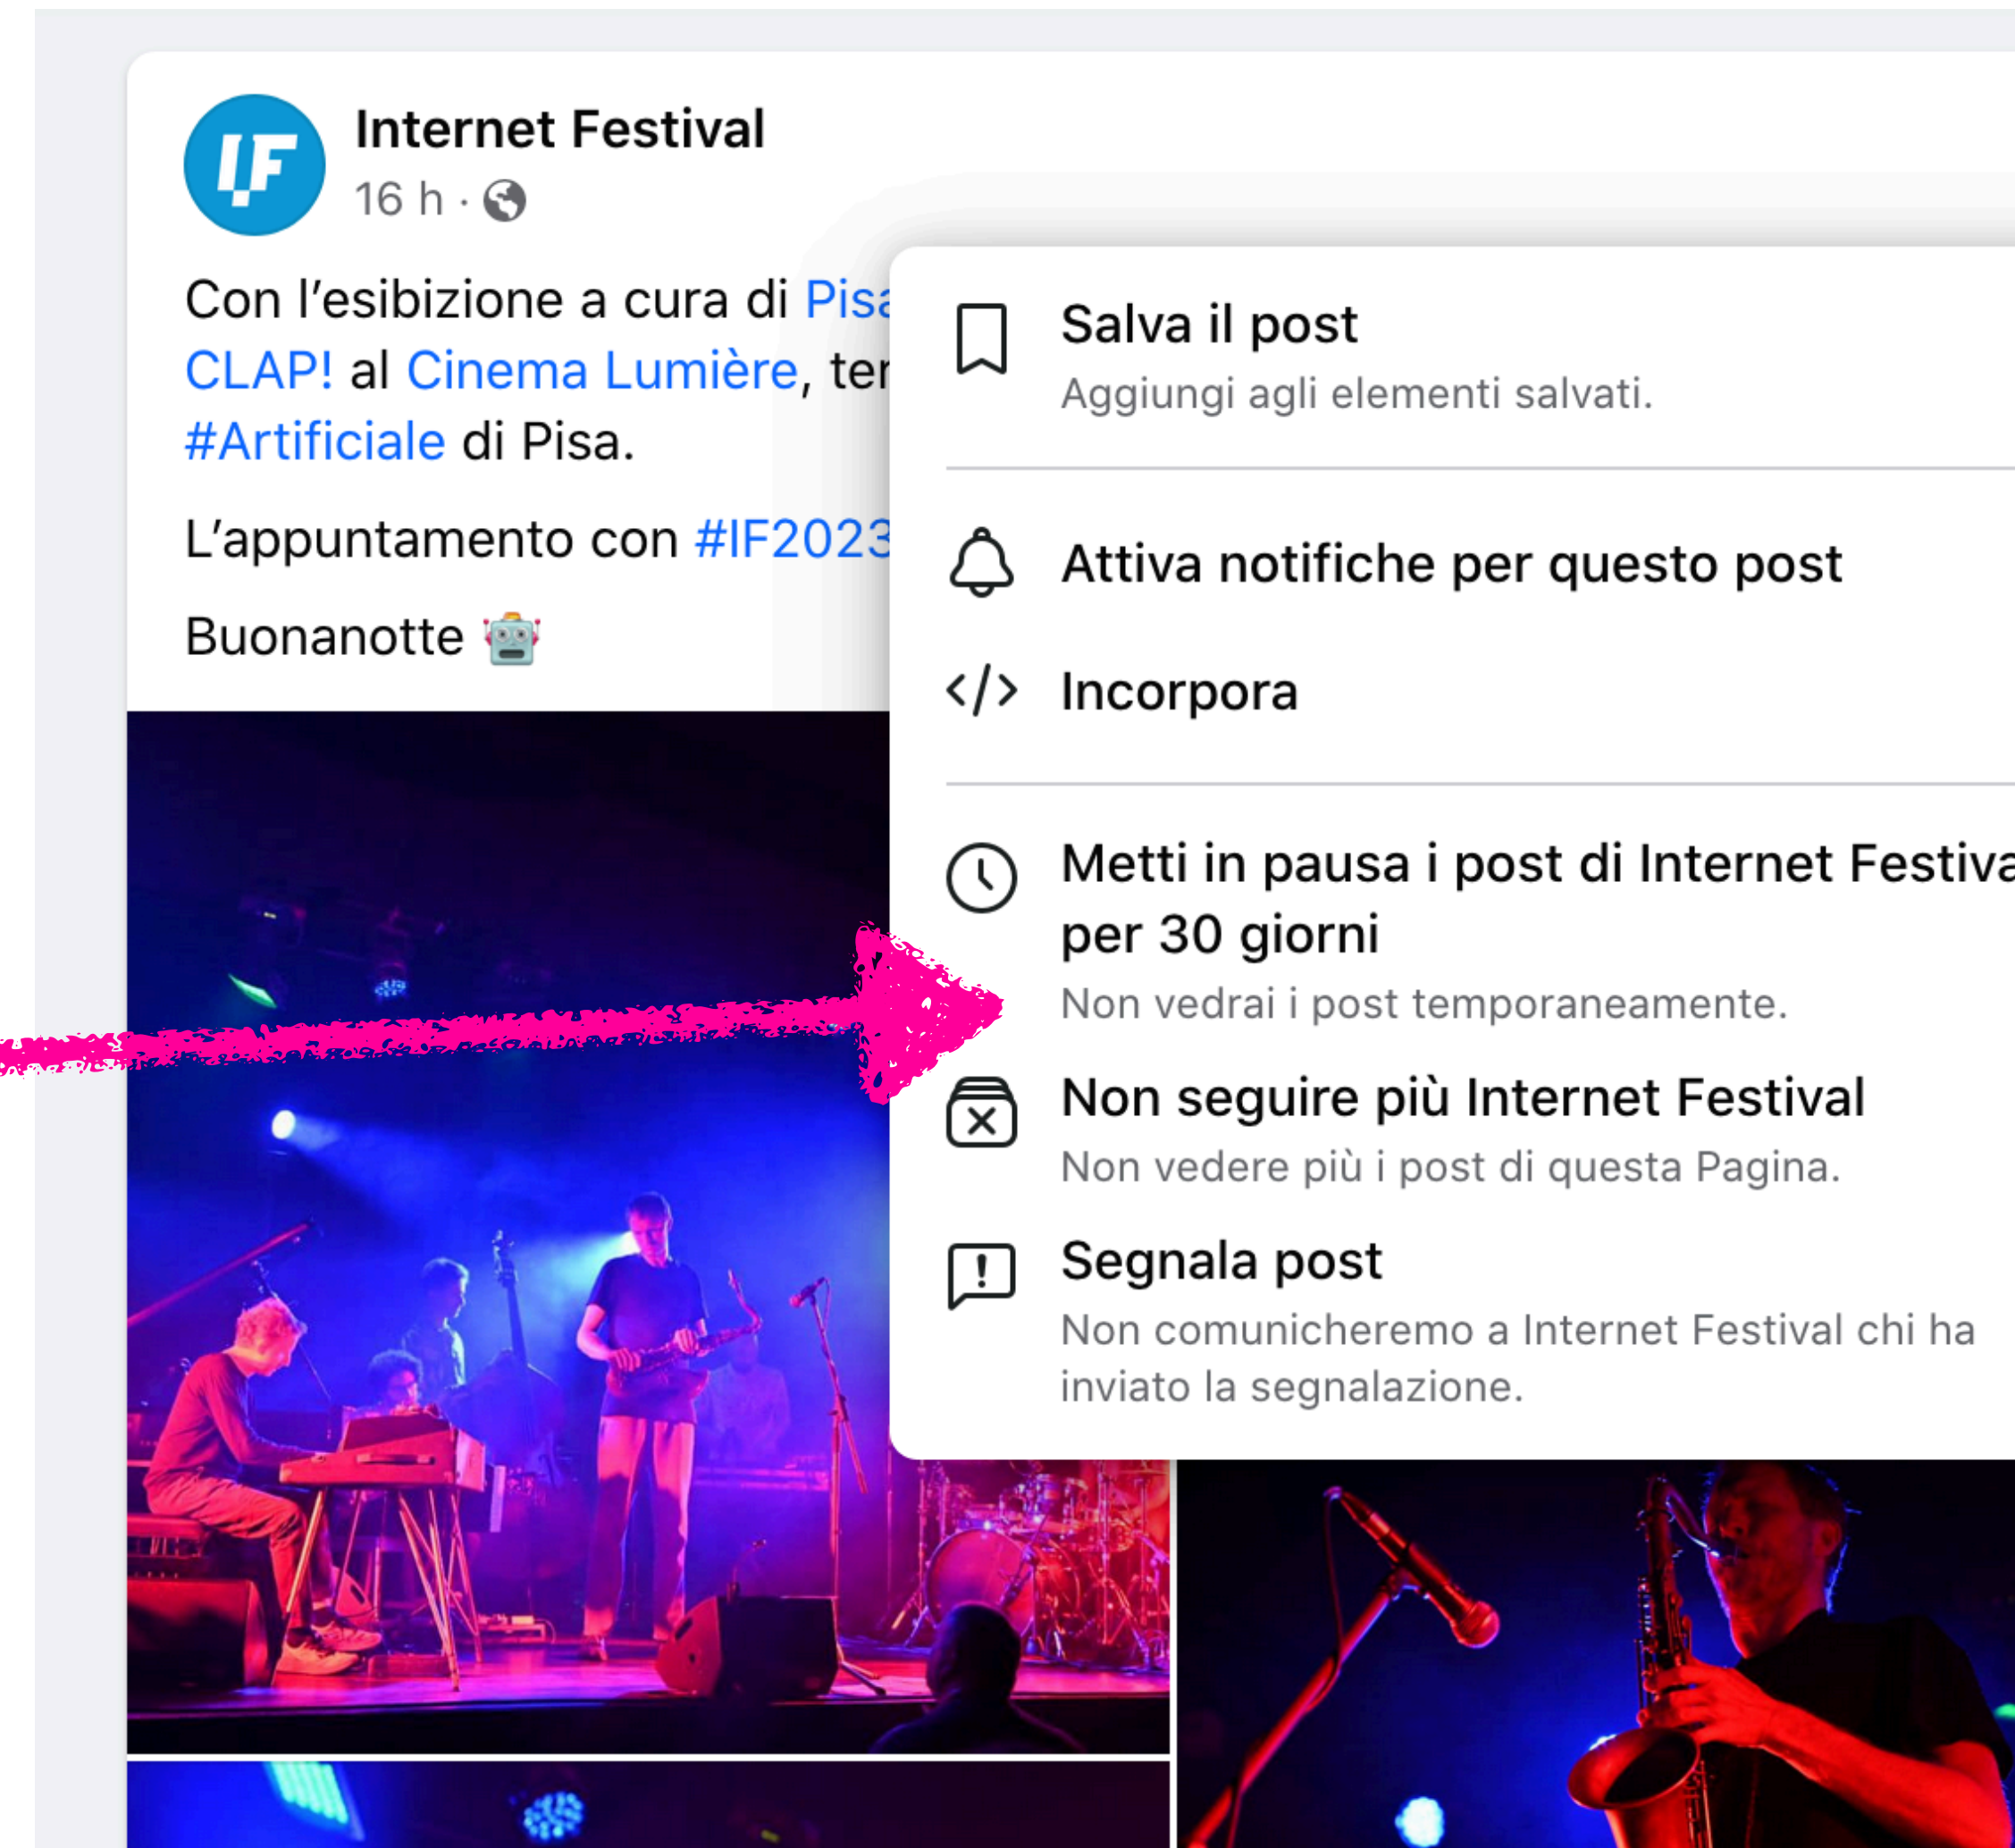 IF
Internet Festival
16 h ·
Con l’esibizione a cura di
CLAP! al Cinema Lumière,
#Artificiale di Pisa.
L’appuntamento con #IF2023
Buonanotte
Salva il post
Aggiungi agli elementi salvati.
Attiva notifiche per questo post
</> Incorpora
Metti in pausa i post di Internet
per 30 giorni
Non vedrai i post temporaneamente.
Non seguire più Internet Festival
Non vedere più i post di questa Pagina.
Segnala post
Non comunicheremo a Internet Festival chi ha
inviato la segnalazione.